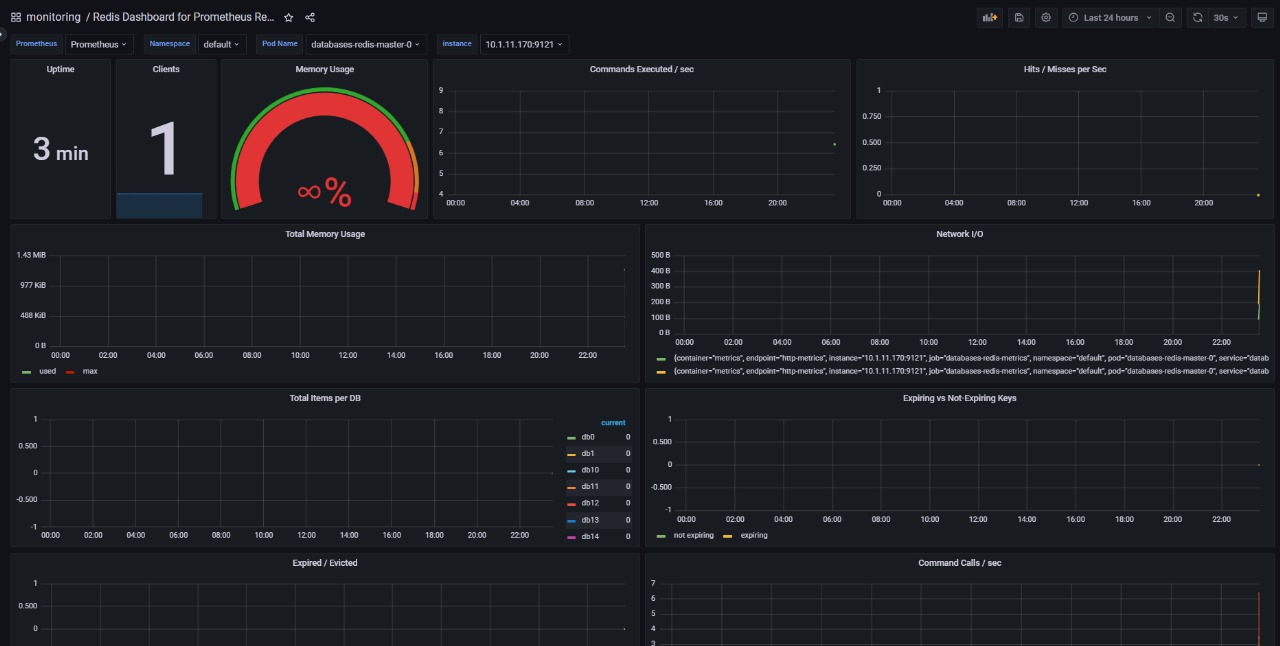 monitoring / Redis Dashboard for Prometheus Re...
Last 24 hours
30s
Prometheus Prometheus Namespace default Pod Name databases-redis-master-0 instance 10.1.11.170:9121
Uptime
3 min
Clients
1
Memory Usage
∞%
Commands Executed / sec
9
8
7
6
5
4
00:00 04:00 08:00 12:00 16:00 20:00
Hits / Misses per Sec
1
0.750
0.500
0.250
0
00:00 04:00 08:00 12:00 16:00 20:00
Total Memory Usage
1.43 MiB
977 KiB
488 KiB
0 B
00:00 02:00 04:00 06:00 08:00 10:00 12:00 14:00 16:00 18:00 20:00 22:00
used max
Network I/O
500 B
400 B
300 B
200 B
100 B
0 B
00:00 02:00 04:00 06:00 08:00 10:00 12:00 14:00 16:00 18:00 20:00 22:00
{container="metrics", endpoint="http-metrics", instance="10.1.11.170:9121", job="databases-redis-metrics", namespace="default", pod="databases-redis-master-0", service="datab
{container="metrics", endpoint="http-metrics", instance="10.1.11.170:9121", job="databases-redis-metrics", namespace="default", pod="databases-redis-master-0", service="datab
Total Items per DB
1
0.500
0
-0.500
-1
00:00 02:00 04:00 06:00 08:00 10:00 12:00 14:00 16:00 18:00 20:00 22:00
current
db0 0
db1 0
db10 0
db11 0
db12 0
db13 0
db14 0
Expiring vs Not-Expiring Keys
1
0.500
0
-0.500
-1
00:00 02:00 04:00 06:00 08:00 10:00 12:00 14:00 16:00 18:00 20:00 22:00
not expiring expiring
Expired / Evicted
1
0.500
0
Command Calls / sec
7
6
5
4
3